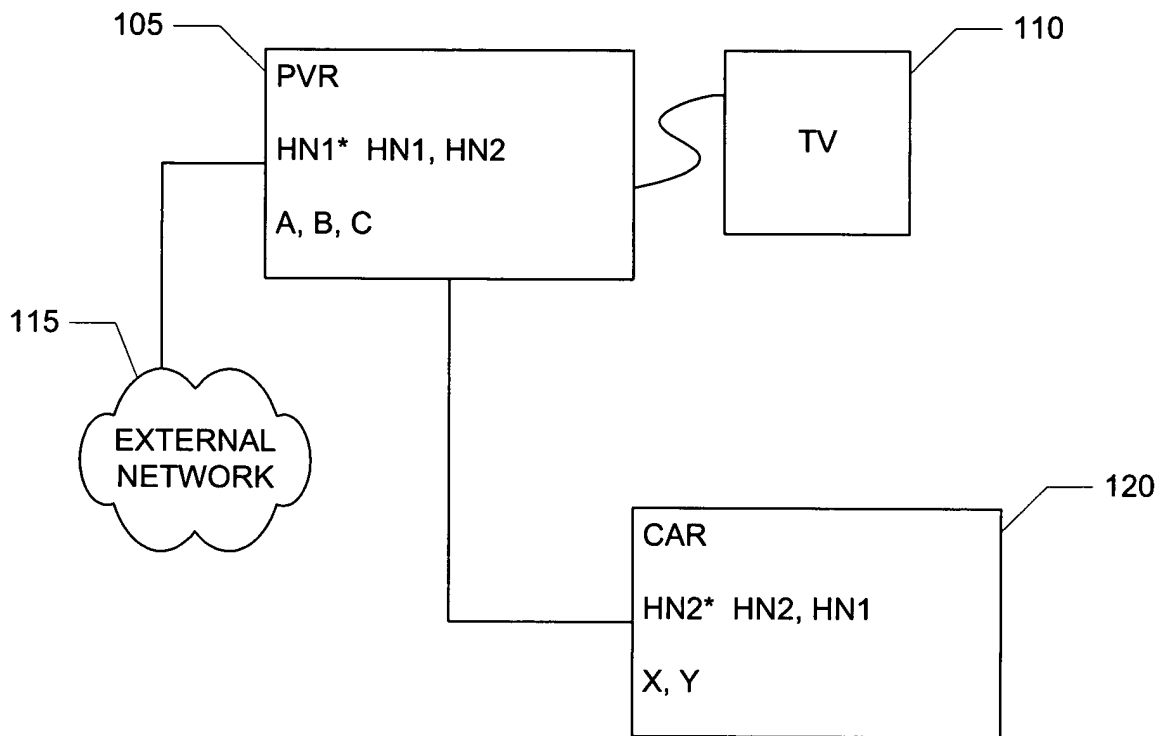 105
110
PVR
HN1* HN1, HN2
A, B, C
TV
115
EXTERNAL
NETWORK
120
CAR
HN2* HN2, HN1
X, Y